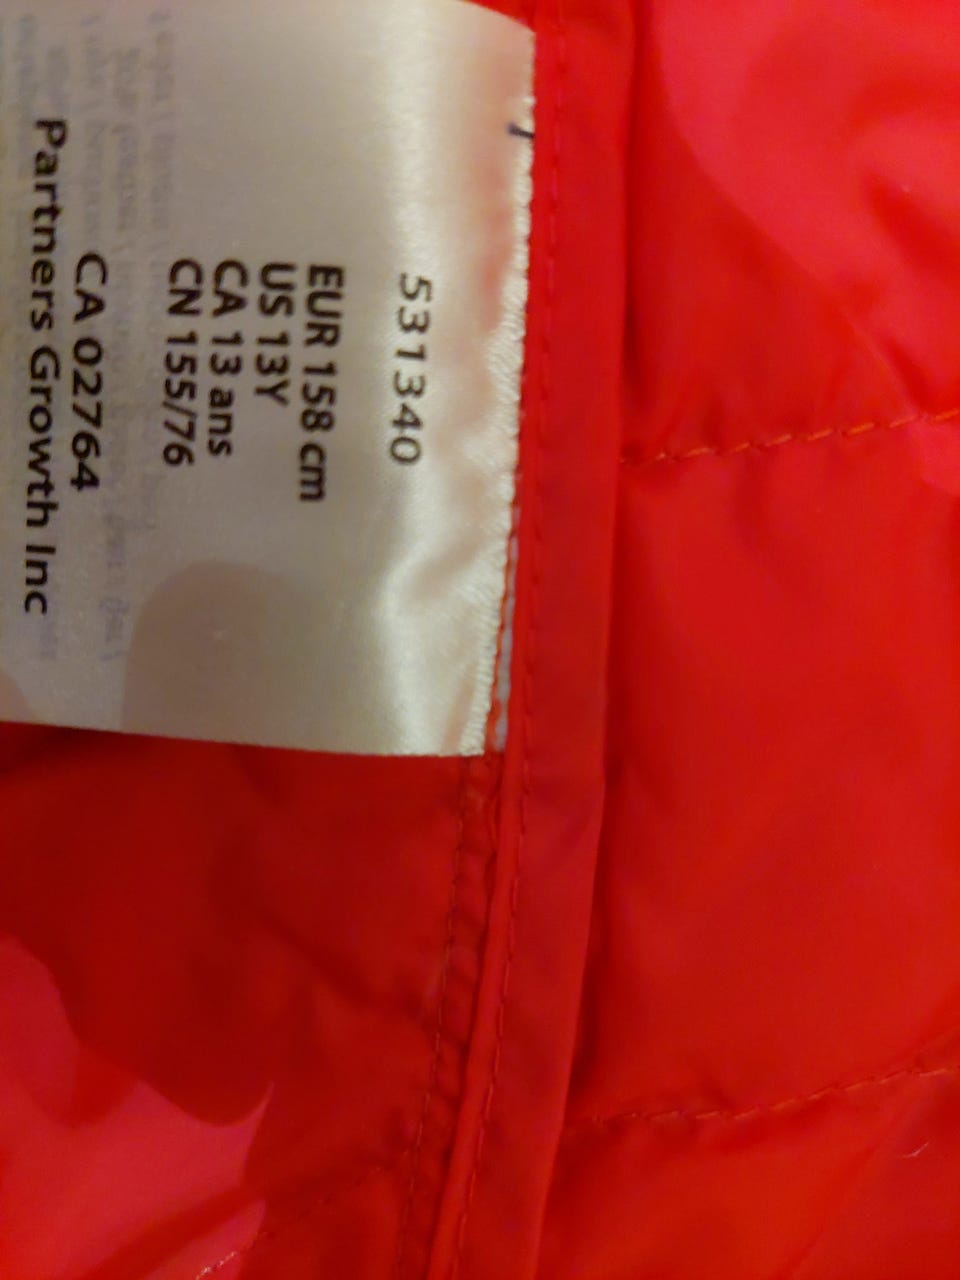 531340
EUR 158 cm
US 13Y
CA 13 ans
CN 155/76
CA 02764
Partners Growth Inc